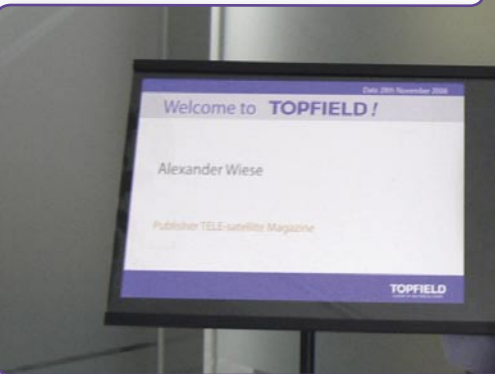 Date 28th November 2006
Welcome to TOPFIELD!
Alexander Wiese
Publisher TELE-satellite Magazine
TOPFIELD